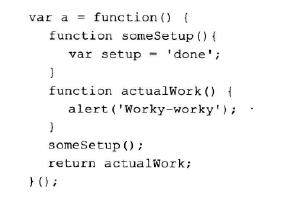 var a = function() {
function someSetup(){
var setup = 'done';
}
function actualWork() {
alert('Worky-worky');
}
someSetup();
return actualWork;
}();